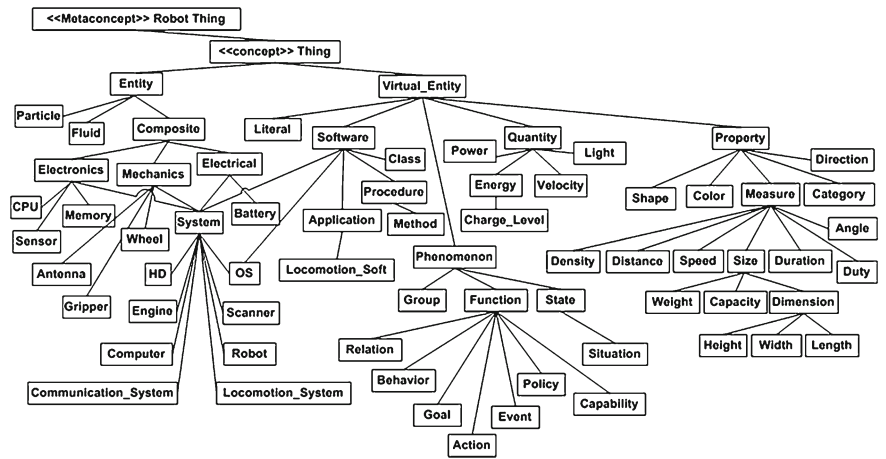 <<Metaconcept>> Robot Thing
<<concept>> Thing
Entity
Virtual_Entity
Particle
Fluid
Composite
Literal
Software
Quantity
Property
Electronics
Mechanics
Electrical
Class
Power
Light
Direction
CPU
Memory
Sensor
System
Battery
Wheel
Procedure
Application
Method
Energy
Velocity
Charge_Level
Shape
Color
Measure
Category
Angle
Antenna
Gripper
HD
OS
Locomotion_Soft
Phenomenon
Density
Distance
Speed
Size
Duration
Duty
Engine
Scanner
Group
Function
State
Weight
Capacity
Dimension
Computer
Robot
Relation
Situation
Height
Width
Length
Communication_System
Locomotion_System
Behavior
Policy
Capability
Goal
Event
Action